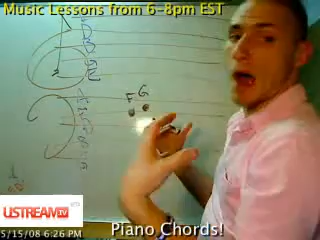 Music Lessons from 6-8pm EST
F G
USTREAM TV
5/15/08 6:26 PM
Piano Chords!